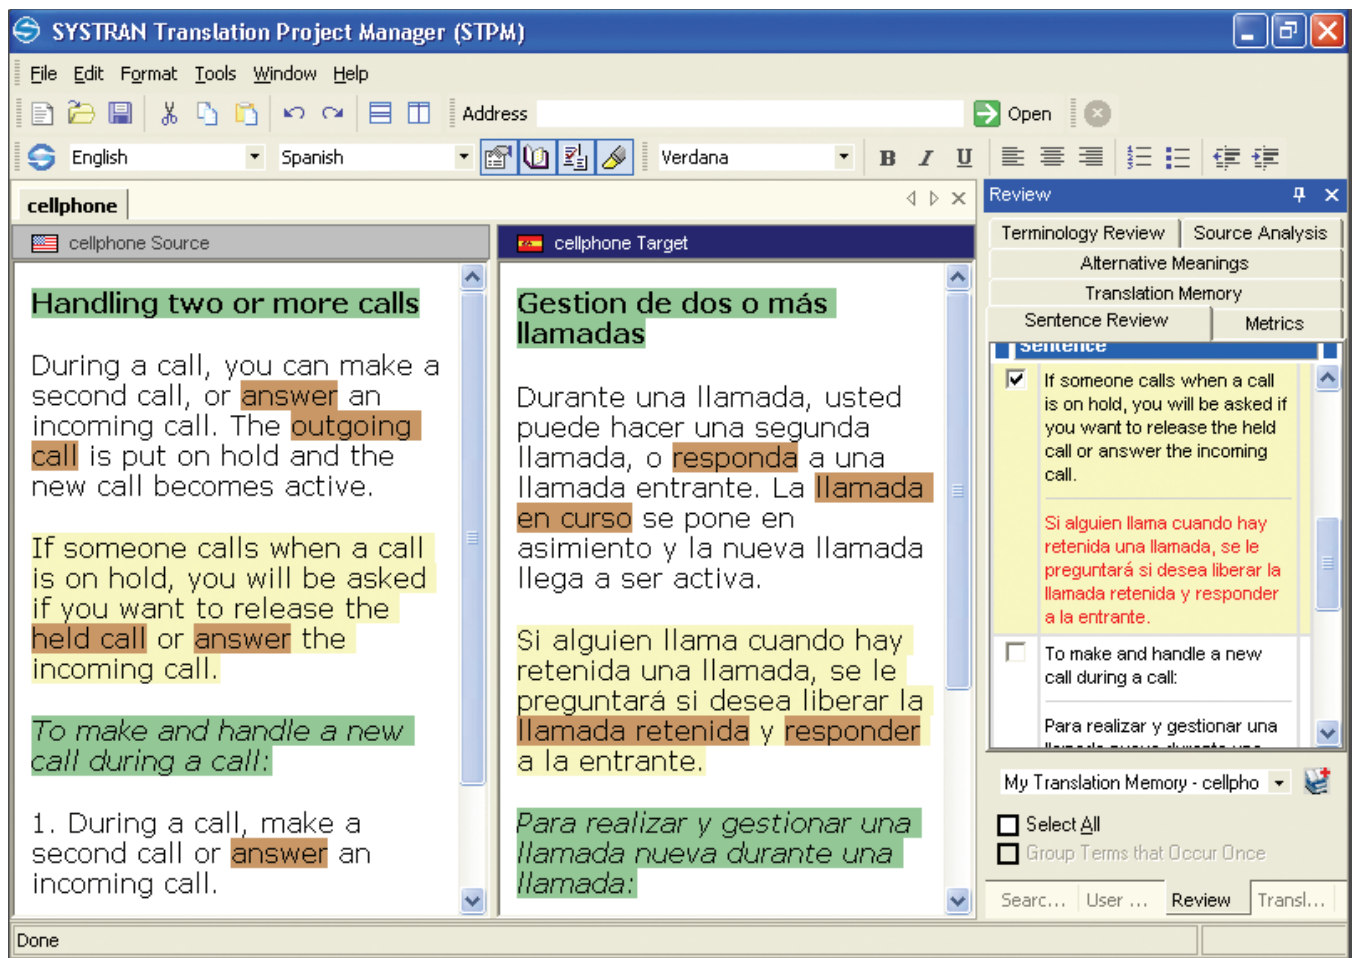 SYSTRAN Translation Project Manager (STPM)
File Edit Format Tools Window Help
Address
Open
English
Spanish
Verdana
B I U
cellphone
cellphone Source
Handling two or more calls
During a call, you can make a
second call, or answer an
incoming call. The outgoing
call is put on hold and the
new call becomes active.
If someone calls when a call
is on hold, you will be asked
if you want to release the
held call or answer the
incoming call.
To make and handle a new
call during a call:
1. During a call, make a
second call or answer an
incoming call.
cellphone Target
Gestion de dos o más
llamadas
Durante una llamada, usted
puede hacer una segunda
llamada, o responda a una
llamada entrante. La llamada
en curso se pone en
asimiento y la nueva llamada
llega a ser activa.
Si alguien llama cuando hay
retenida una llamada, se le
preguntará si desea liberar la
llamada retenida y responder
a la entrante.
Para realizar y gestionar una
llamada nueva durante una
llamada:
Review
Terminology Review
Source Analysis
Alternative Meanings
Translation Memory
Sentence Review
Metrics
Sentence
If someone calls when a call
is on hold, you will be asked if
you want to release the held
call or answer the incoming
call.
Si alguien llama cuando hay
retenida una llamada, se le
preguntará si desea liberar la
llamada retenida y responder
a la entrante.
To make and handle a new
call during a call:
Para realizar y gestionar una
llamada nueva durante una
My Translation Memory - cellpho
Select All
Group Terms that Occur Once
Searc... User ... Review Transl...
Done